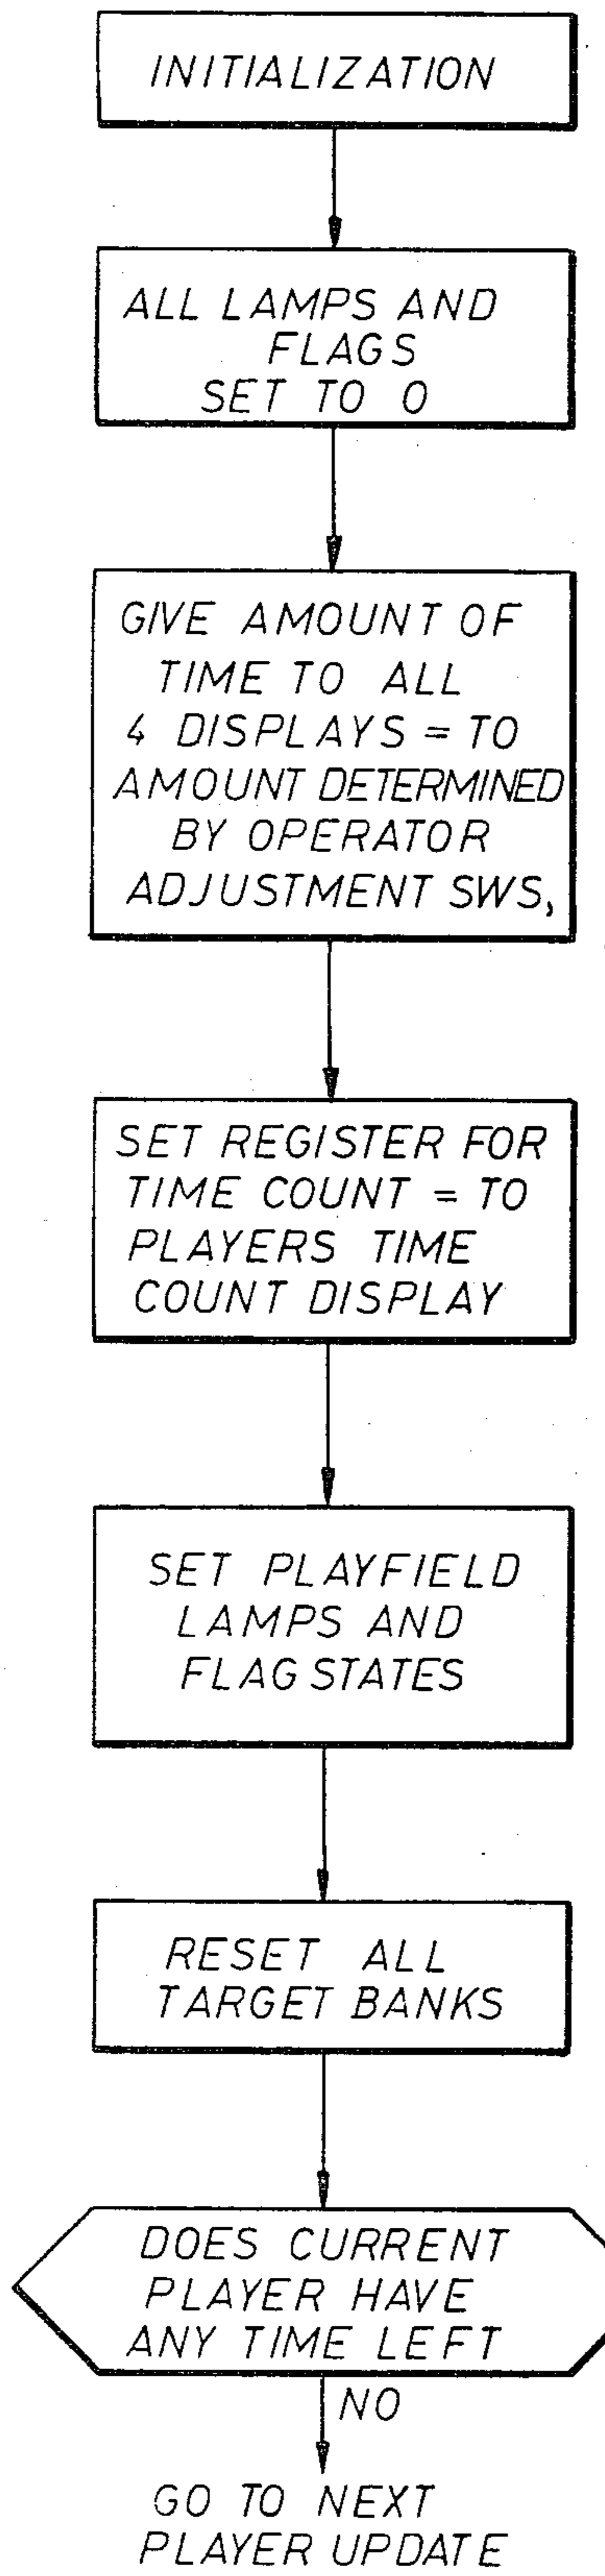 INITIALIZATION
ALL LAMPS AND
FLAGS
SET TO 0
GIVE AMOUNT OF
TIME TO ALL
4 DISPLAYS = TO
AMOUNT DETERMINED
BY OPERATOR
ADJUSTMENT SWS,
SET REGISTER FOR
TIME COUNT = TO
PLAYERS TIME
COUNT DISPLAY
SET PLAYFIELD
LAMPS AND
FLAG STATES
RESET ALL
TARGET BANKS
DOES CURRENT
PLAYER HAVE
ANY TIME LEFT
NO
GO TO NEXT
PLAYER UPDATE